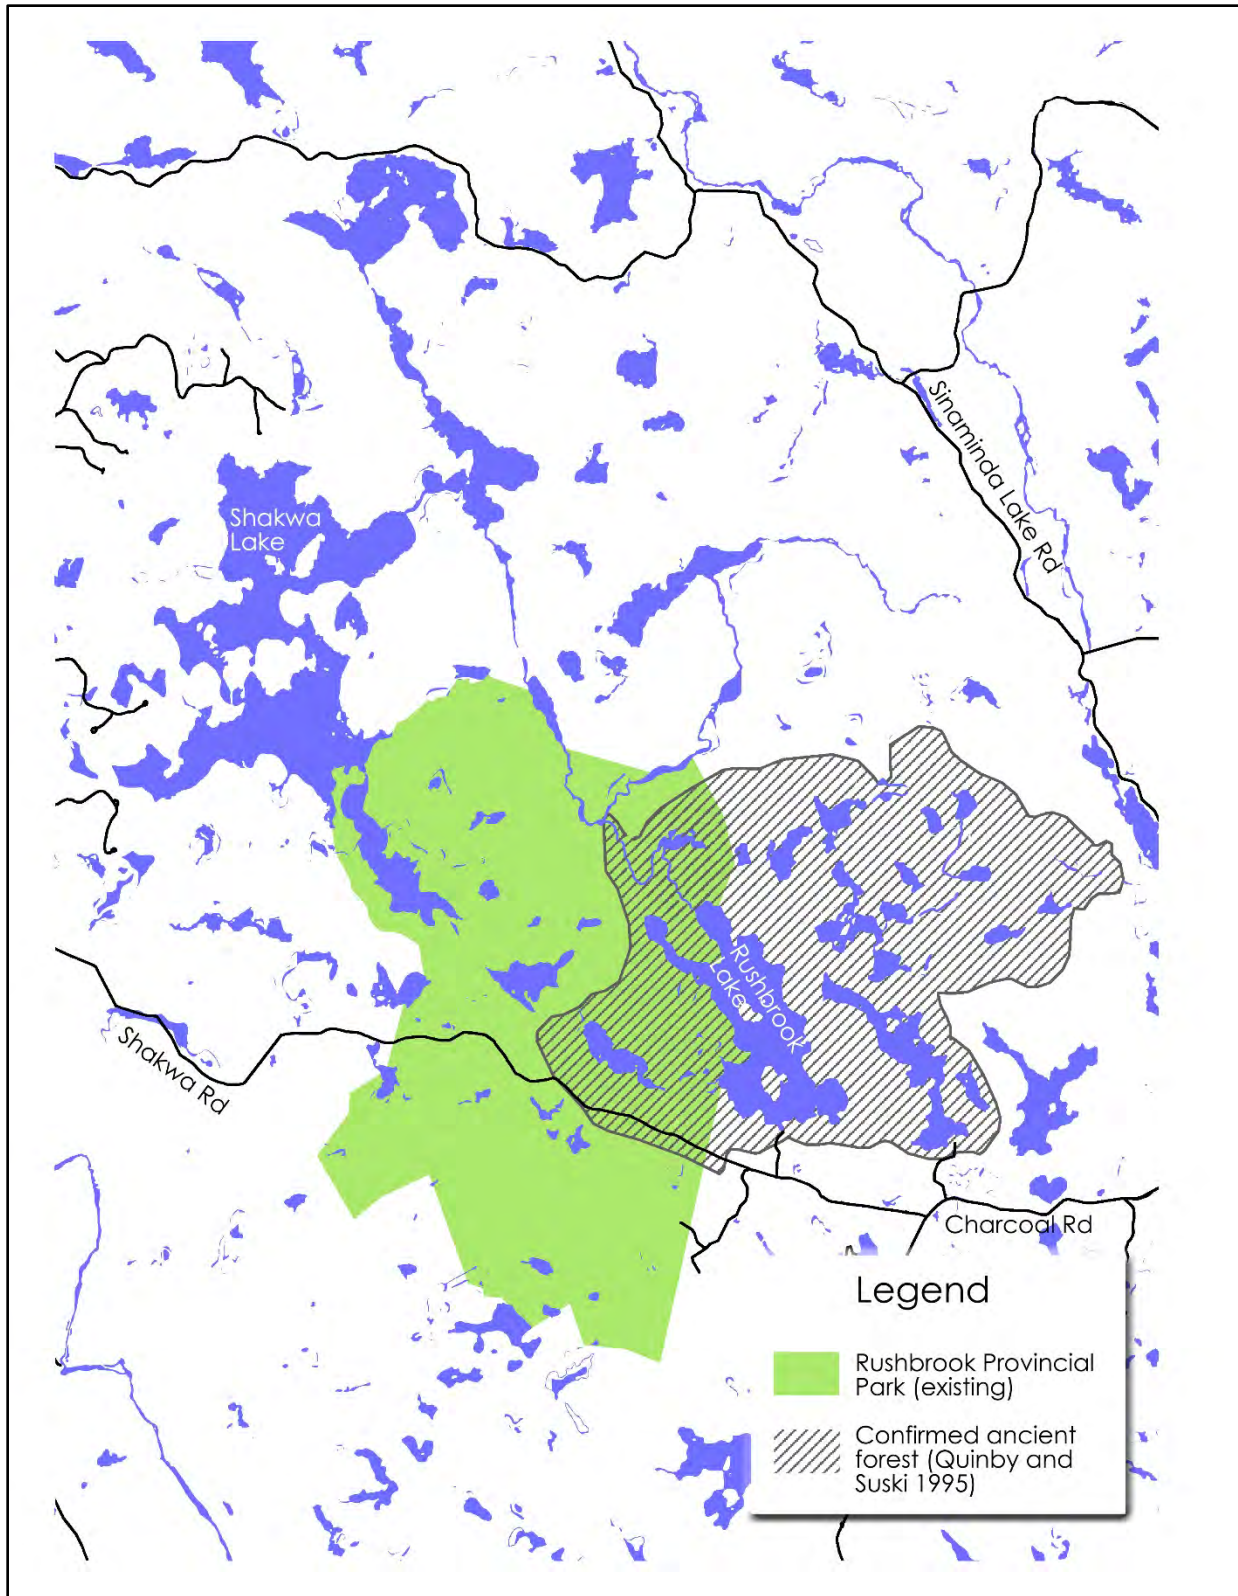 Sinaminda Lake Rd
Shakwa
Lake
Rushbrook
Lake
Shakwa Rd
Charcoal Rd
Legend
Rushbrook Provincial
Park (existing)
Confirmed ancient
forest (Quinby and
Suski 1995)